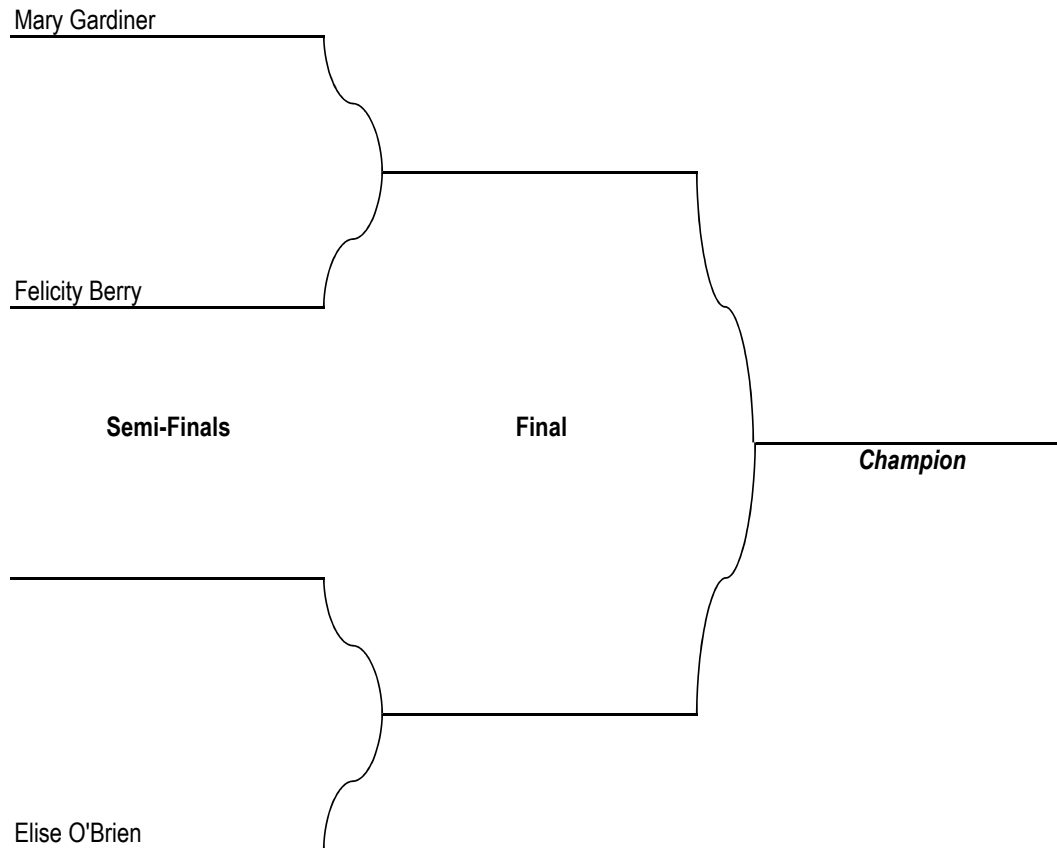 Mary Gardiner
Felicity Berry
Semi-Finals
Final
Champion
Elise O'Brien